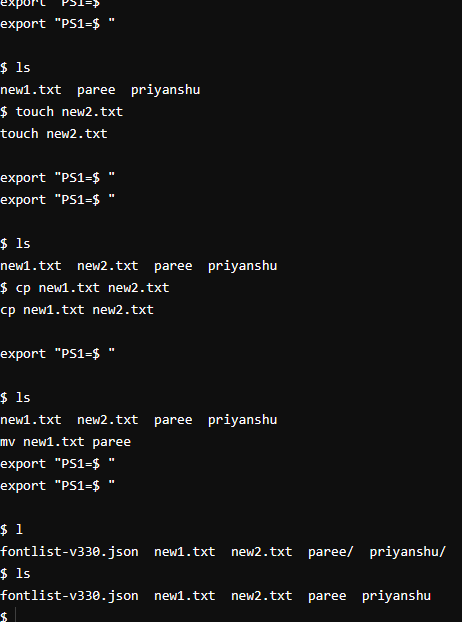 export "PS1=$ "
export "PS1=$ "
$ ls
new1.txt  paree  priyanshu
$ touch new2.txt
touch new2.txt
export "PS1=$ "
export "PS1=$ "
$ ls
new1.txt  new2.txt  paree  priyanshu
$ cp new1.txt new2.txt
cp new1.txt new2.txt
export "PS1=$ "
$ ls
new1.txt  new2.txt  paree  priyanshu
mv new1.txt paree
export "PS1=$ "
export "PS1=$ "
$ l
fontlist-v330.json  new1.txt  new2.txt  paree/  priyanshu/
$ ls
fontlist-v330.json  new1.txt  new2.txt  paree  priyanshu
$